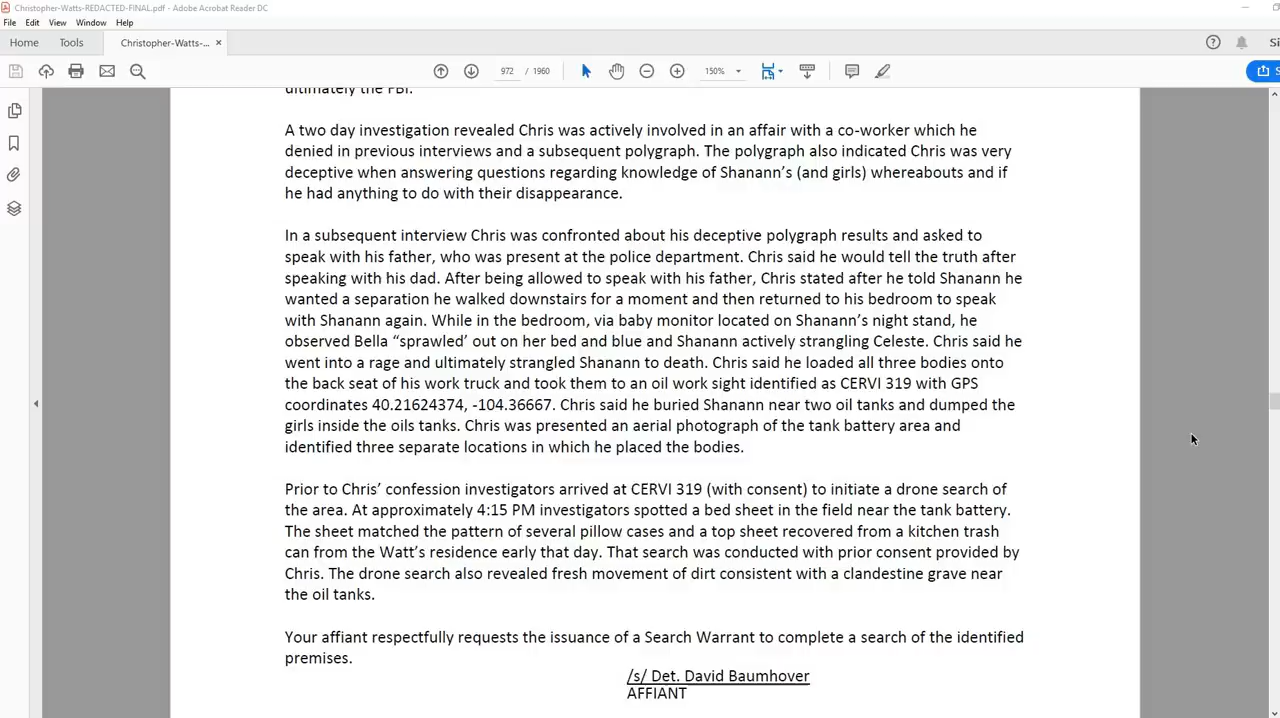 Christopher-Watts-REDACTED-FINAL.pdf - Adobe Acrobat Reader DC
File Edit View Window Help
Home Tools Christopher-Watts-... × Si
972 / 1960 150%
ultimately the FBI.
A two day investigation revealed Chris was actively involved in an affair with a co-worker which he
denied in previous interviews and a subsequent polygraph. The polygraph also indicated Chris was very
deceptive when answering questions regarding knowledge of Shanann's (and girls) whereabouts and if
he had anything to do with their disappearance.
In a subsequent interview Chris was confronted about his deceptive polygraph results and asked to
speak with his father, who was present at the police department. Chris said he would tell the truth after
speaking with his dad. After being allowed to speak with his father, Chris stated after he told Shanann he
wanted a separation he walked downstairs for a moment and then returned to his bedroom to speak
with Shanann again. While in the bedroom, via baby monitor located on Shanann's night stand, he
observed Bella “sprawled’ out on her bed and blue and Shanann actively strangling Celeste. Chris said he
went into a rage and ultimately strangled Shanann to death. Chris said he loaded all three bodies onto
the back seat of his work truck and took them to an oil work sight identified as CERVI 319 with GPS
coordinates 40.21624374, -104.36667. Chris said he buried Shanann near two oil tanks and dumped the
girls inside the oils tanks. Chris was presented an aerial photograph of the tank battery area and
identified three separate locations in which he placed the bodies.
Prior to Chris’ confession investigators arrived at CERVI 319 (with consent) to initiate a drone search of
the area. At approximately 4:15 PM investigators spotted a bed sheet in the field near the tank battery.
The sheet matched the pattern of several pillow cases and a top sheet recovered from a kitchen trash
can from the Watt’s residence early that day. That search was conducted with prior consent provided by
Chris. The drone search also revealed fresh movement of dirt consistent with a clandestine grave near
the oil tanks.
Your affiant respectfully requests the issuance of a Search Warrant to complete a search of the identified
premises.
/s/ Det. David Baumhover
AFFIANT